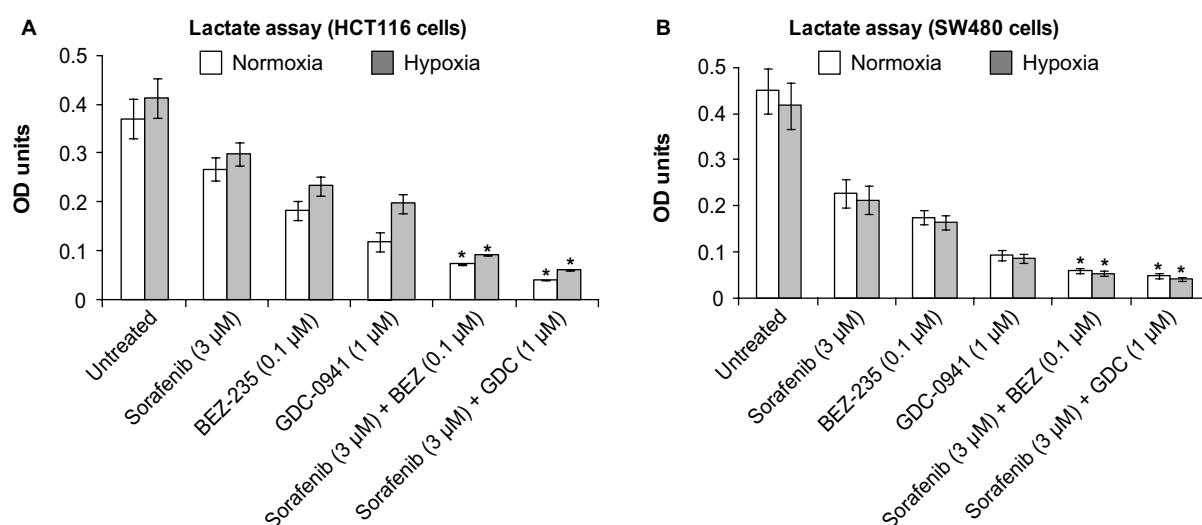 A
Lactate assay (HCT116 cells)
Normoxia
Hypoxia
OD units
0.5
0.4
0.3
0.2
0.1
0
* * * *
Untreated
Sorafenib (3 µM)
BEZ-235 (0.1 µM)
GDC-0941 (1 µM)
Sorafenib (3 µM) + BEZ (0.1 µM)
Sorafenib (3 µM) + GDC (1 µM)
B
Lactate assay (SW480 cells)
Normoxia
Hypoxia
OD units
0.5
0.4
0.3
0.2
0.1
0
* * * *
Untreated
Sorafenib (3 µM)
BEZ-235 (0.1 µM)
GDC-0941 (1 µM)
Sorafenib (3 µM) + BEZ (0.1 µM)
Sorafenib (3 µM) + GDC (1 µM)